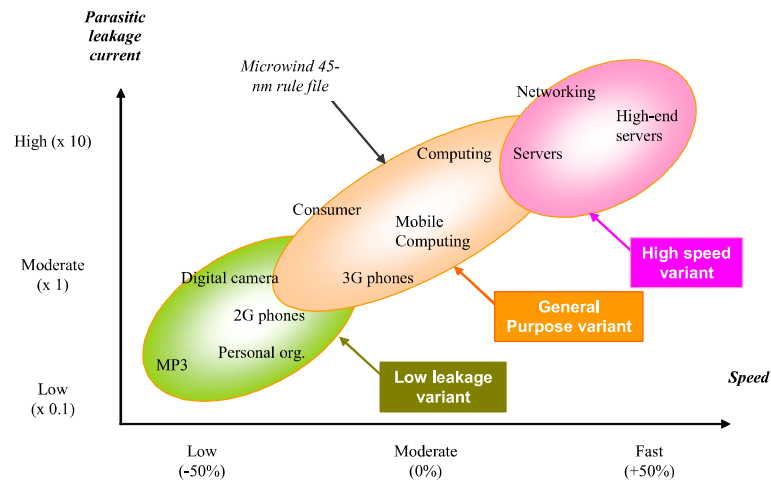 Parasitic
leakage
current
Microwind 45-
nm rule file
Networking
High-end
servers
High (x 10)
Computing
Servers
Consumer
Mobile
Computing
High speed
variant
Moderate
(x 1)
Digital camera
3G phones
General
Purpose variant
2G phones
Personal org.
MP3
Low leakage
variant
Speed
Low
(x 0.1)
Low
(-50%)
Moderate
(0%)
Fast
(+50%)